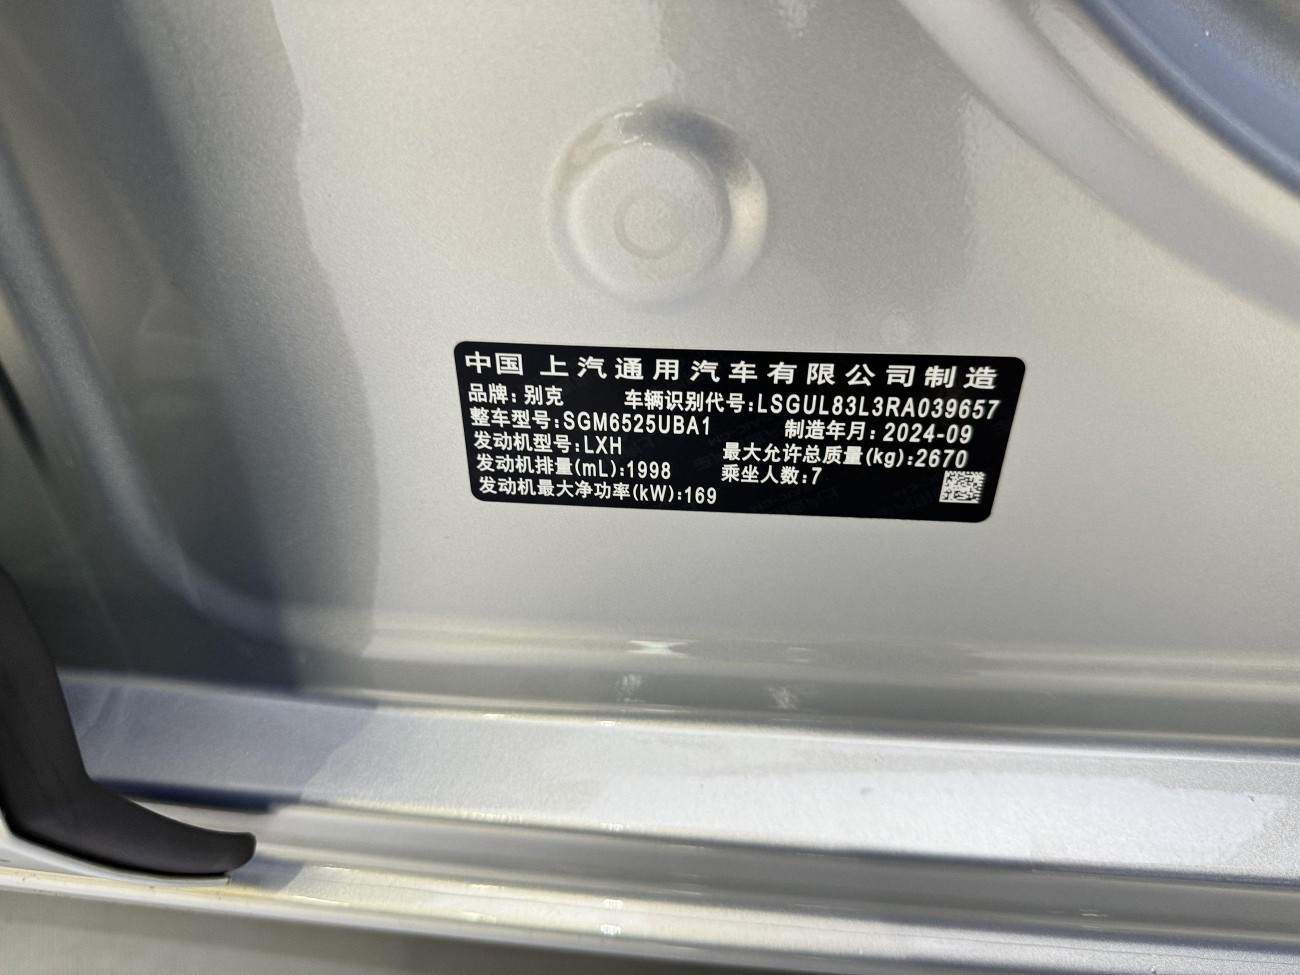 中国 上汽通用汽车有限公司制造
品牌:别克 车辆识别代号:LSGUL83L3RA039657
整车型号:SGM6525UBA1 制造年月:2024-09
发动机型号:LXH 最大允许总质量(kg):2670
发动机排量(mL):1998 乘坐人数:7
发动机最大净功率(kW):169